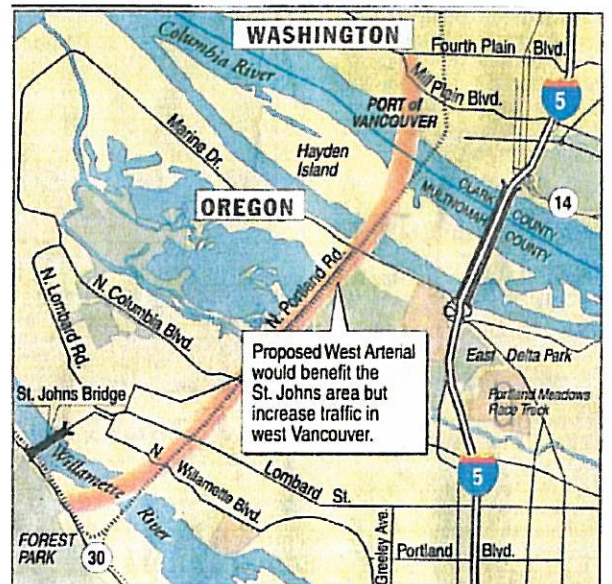 WASHINGTON
Fourth Plain Blvd.
Columbia River
Mill Plain Blvd.
5
PORT of
VANCOUVER
Marine Dr.
Hayden
Island
CLARK COUNTY
MULTNOMAH COUNTY
14
OREGON
N. Portland Rd.
N. Lombard Rd.
N. Columbia Blvd.
Proposed West Arterial
would benefit the
St. Johns area but
increase traffic in
west Vancouver.
East Delta Park
Portland Meadows
Race Track
St. Johns Bridge
Willamette River
N Willametta Blvd.
Lombard St.
5
FOREST
PARK
30
Greeley Ave.
Portland Blvd.